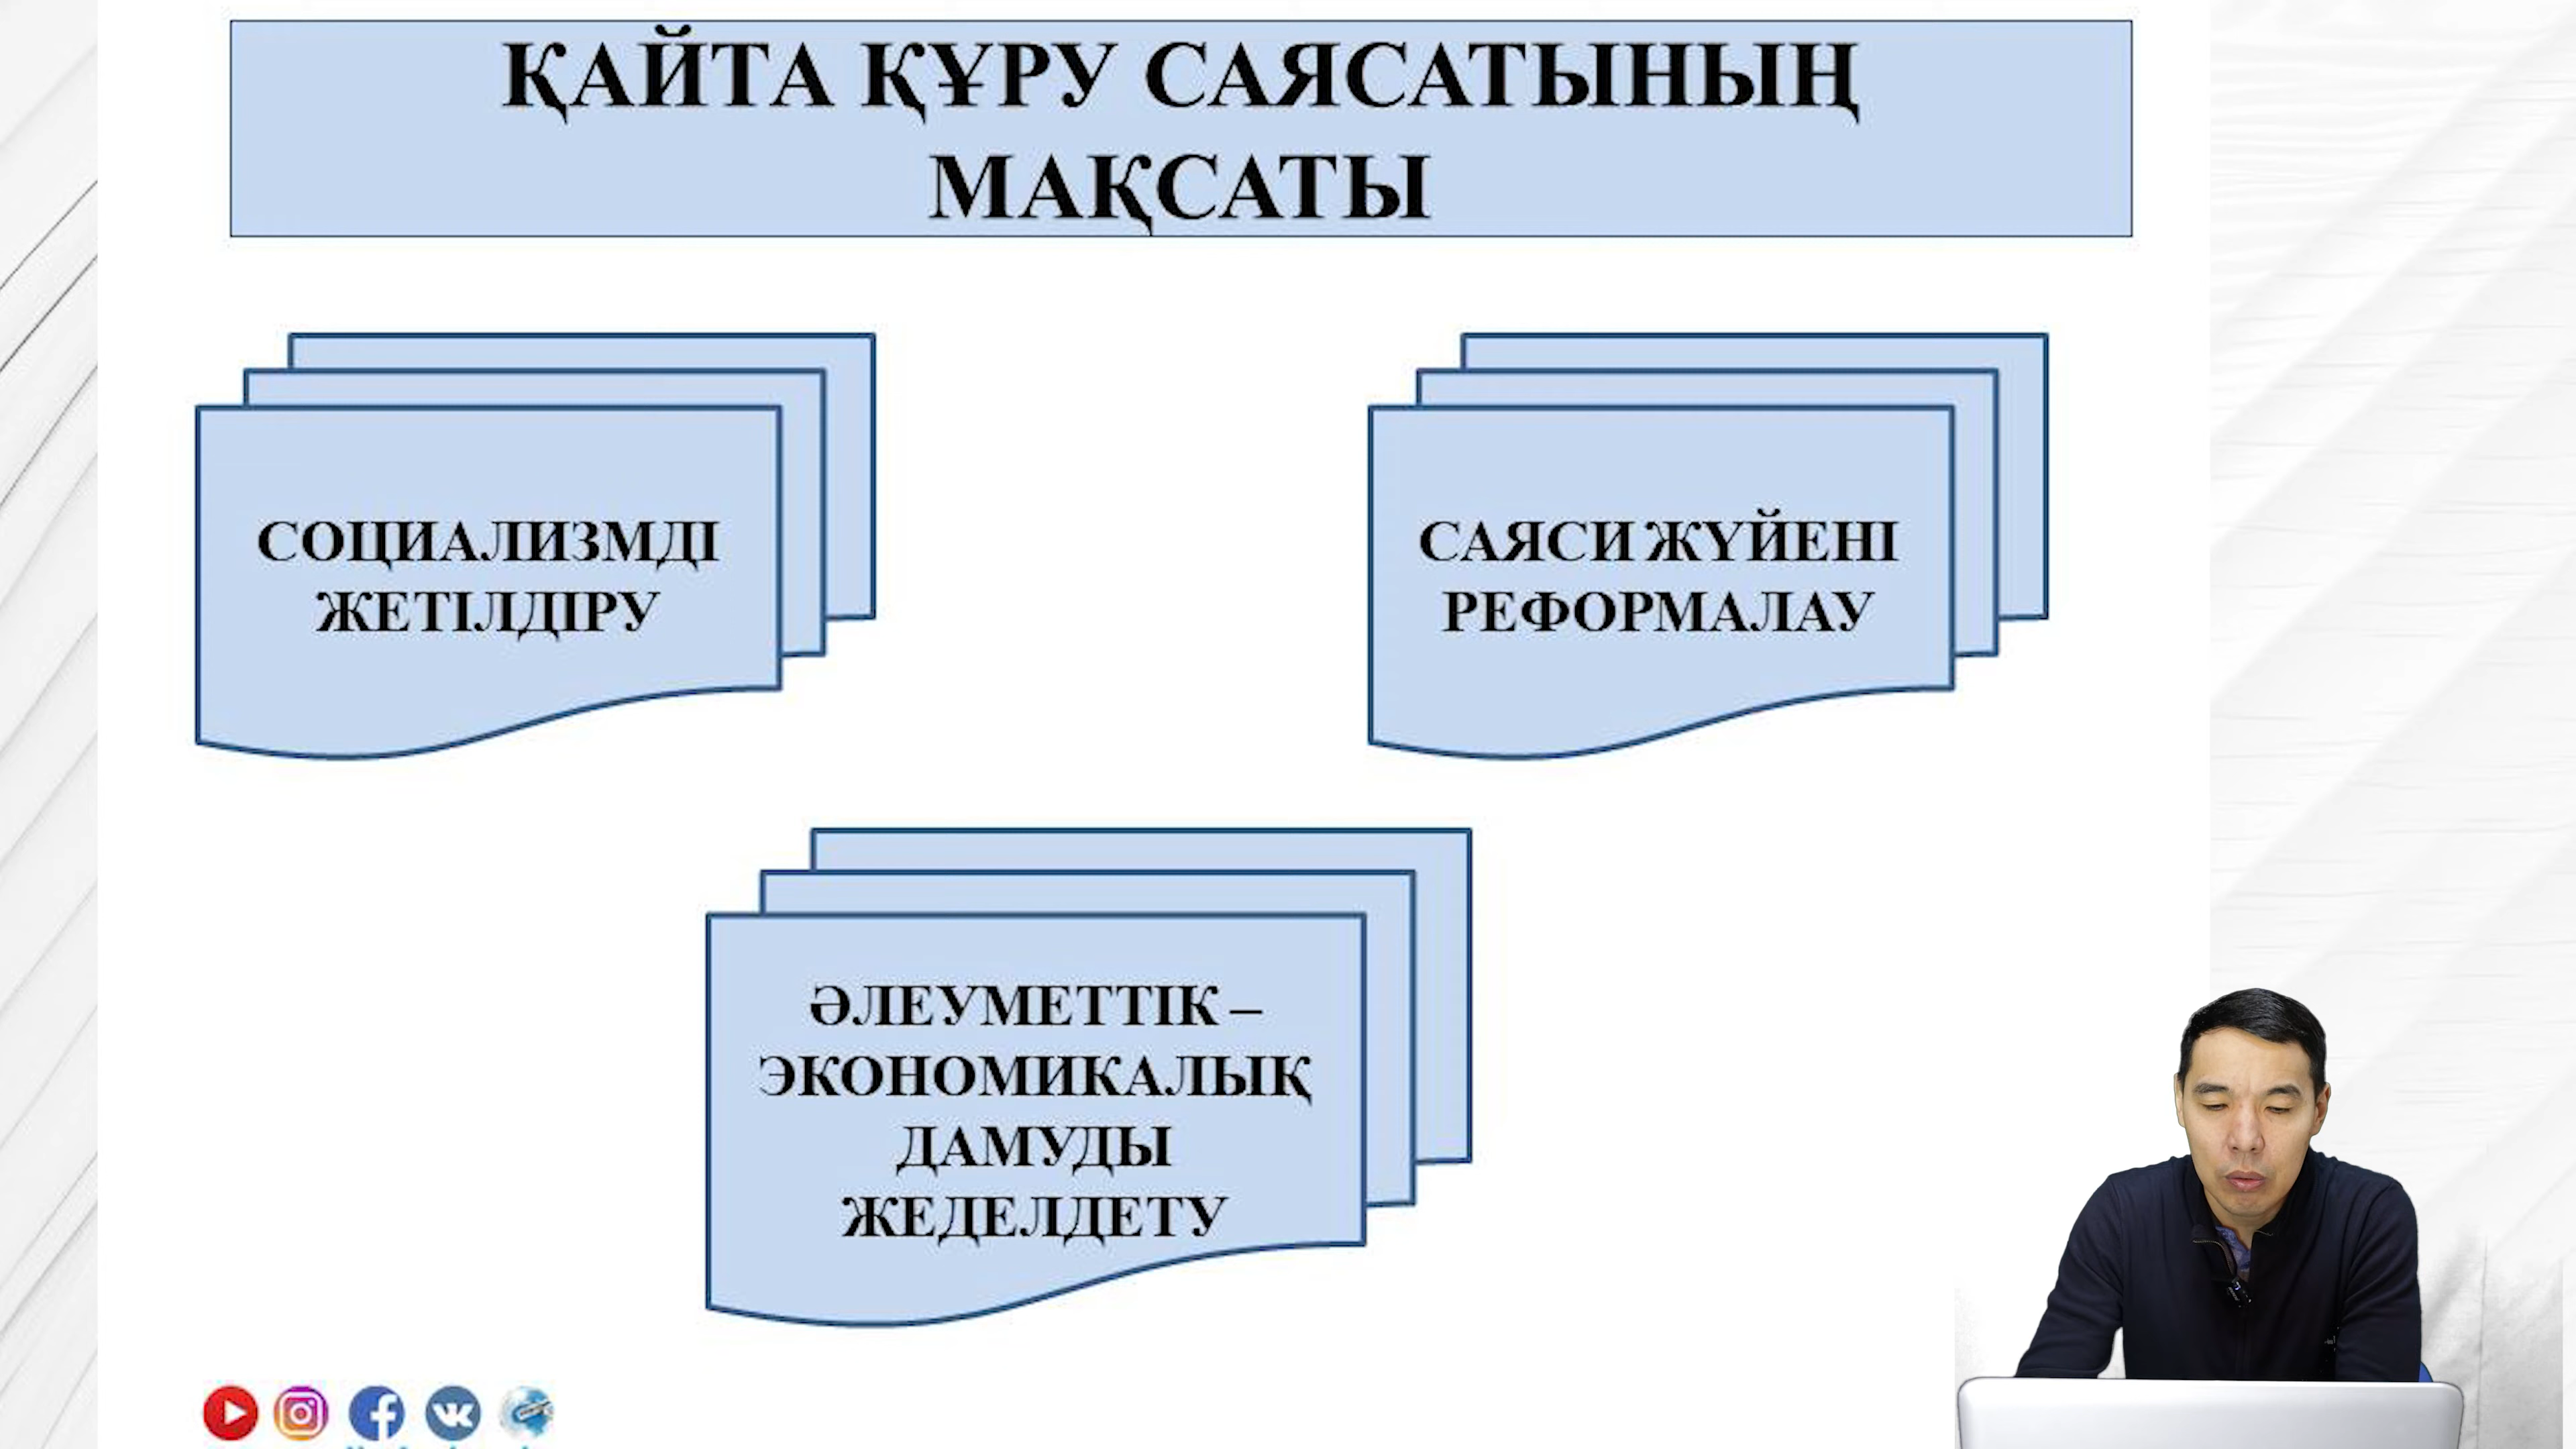 ҚАЙТА ҚҰРУ САЯСАТЫНЫҢ
МАҚСАТЫ
СОЦИАЛИЗМДІ
ЖЕТІЛДІРУ
САЯСИ ЖҮЙЕНІ
РЕФОРМАЛАУ
ӘЛЕУМЕТТІК –
ЭКОНОМИКАЛЫҚ
ДАМУДЫ
ЖЕДЕЛДЕТУ